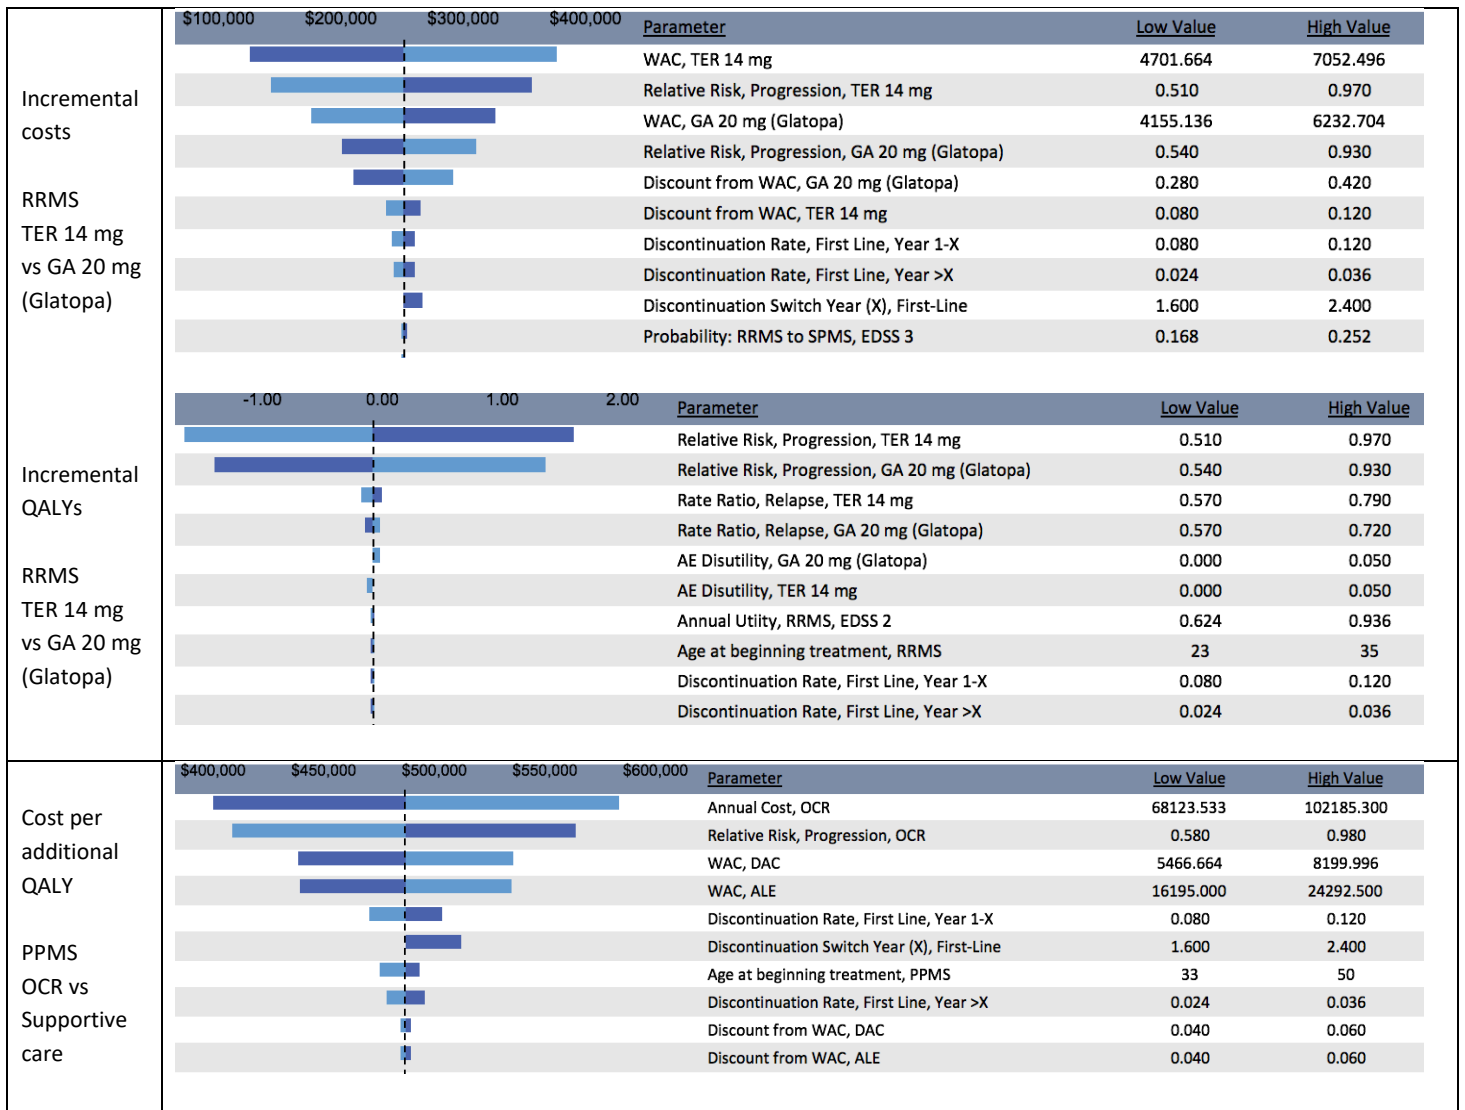 Incremental
costs
RRMS
TER 14 mg
vs GA 20 mg
(Glatopa)
$100,000 $200,000 $300,000 $400,000
Parameter Low Value High Value
WAC, TER 14 mg 4701.664 7052.496
Relative Risk, Progression, TER 14 mg 0.510 0.970
WAC, GA 20 mg (Glatopa) 4155.136 6232.704
Relative Risk, Progression, GA 20 mg (Glatopa) 0.540 0.930
Discount from WAC, GA 20 mg (Glatopa) 0.280 0.420
Discount from WAC, TER 14 mg 0.080 0.120
Discontinuation Rate, First Line, Year 1-X 0.080 0.120
Discontinuation Rate, First Line, Year >X 0.024 0.036
Discontinuation Switch Year (X), First-Line 1.600 2.400
Probability: RRMS to SPMS, EDSS 3 0.168 0.252
Incremental
QALYs
RRMS
TER 14 mg
vs GA 20 mg
(Glatopa)
-1.00 0.00 1.00 2.00
Parameter Low Value High Value
Relative Risk, Progression, TER 14 mg 0.510 0.970
Relative Risk, Progression, GA 20 mg (Glatopa) 0.540 0.930
Rate Ratio, Relapse, TER 14 mg 0.570 0.790
Rate Ratio, Relapse, GA 20 mg (Glatopa) 0.570 0.720
AE Disutility, GA 20 mg (Glatopa) 0.000 0.050
AE Disutility, TER 14 mg 0.000 0.050
Annual Utiity, RRMS, EDSS 2 0.624 0.936
Age at beginning treatment, RRMS 23 35
Discontinuation Rate, First Line, Year 1-X 0.080 0.120
Discontinuation Rate, First Line, Year >X 0.024 0.036
Cost per
additional
QALY
PPMS
OCR vs
Supportive
care
$400,000 $450,000 $500,000 $550,000 $600,000
Parameter Low Value High Value
Annual Cost, OCR 68123.533 102185.300
Relative Risk, Progression, OCR 0.580 0.980
WAC, DAC 5466.664 8199.996
WAC, ALE 16195.000 24292.500
Discontinuation Rate, First Line, Year 1-X 0.080 0.120
Discontinuation Switch Year (X), First-Line 1.600 2.400
Age at beginning treatment, PPMS 33 50
Discontinuation Rate, First Line, Year >X 0.024 0.036
Discount from WAC, DAC 0.040 0.060
Discount from WAC, ALE 0.040 0.060